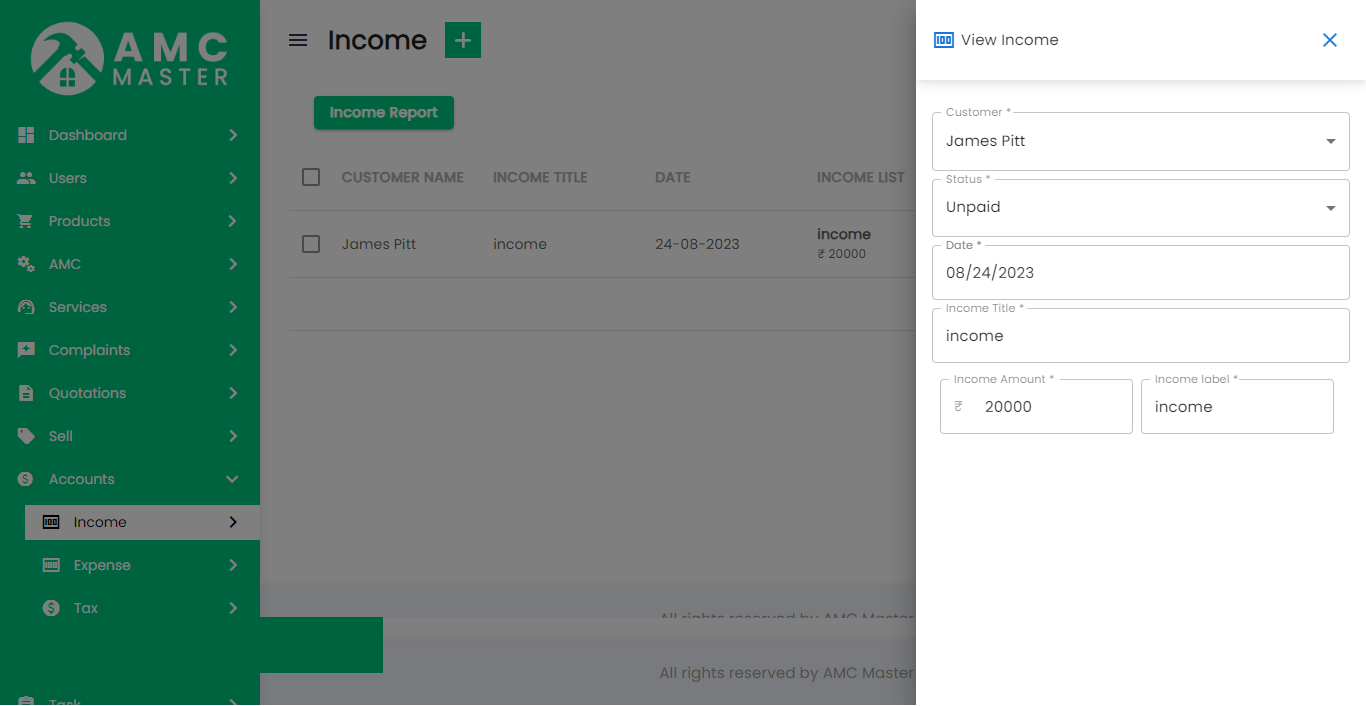 AMC
MASTER
Dashboard
Users
Products
AMC
Services
Complaints
Quotations
Sell
Accounts
Income
Expense
Tax
Task
Income
Income Report
CUSTOMER NAME INCOME TITLE DATE INCOME LIST
James Pitt income 24-08-2023 income
₹ 20000
All rights reserved by AMC Master
All rights reserved by AMC Master
View Income
Customer *
James Pitt
Status *
Unpaid
Date *
08/24/2023
Income Title *
income
Income Amount * Income label *
₹ 20000 income